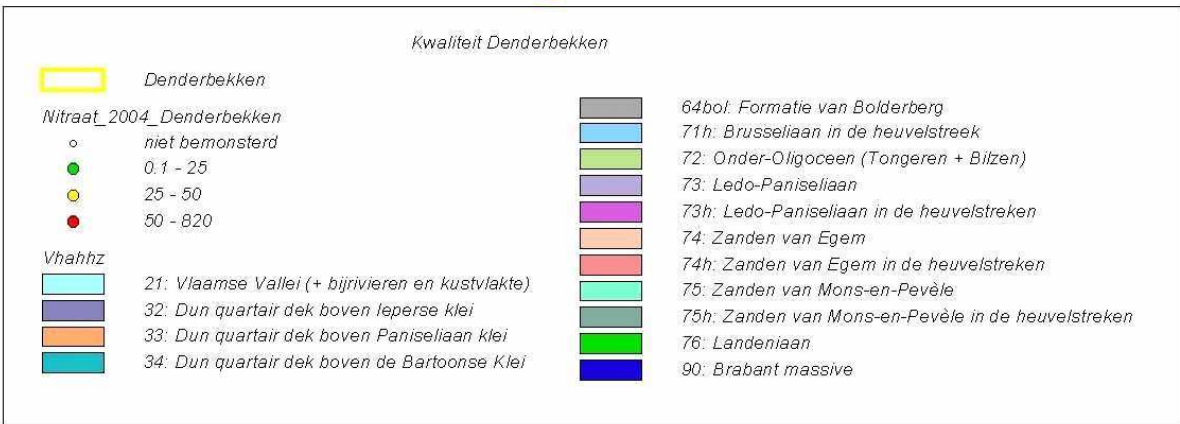 Kwaliteit Denderbekken
Denderbekken
Nitraat_2004_Denderbekken
niet bemonsterd
0.1 - 25
25 - 50
50 - 820
Vhahhz
21: Vlaamse Vallei (+ bijrivieren en kustvlakte)
32: Dun quartair dek boven Ieperse klei
33: Dun quartair dek boven Paniseliaan klei
34: Dun quartair dek boven de Bartoonse Klei
64bol: Formatie van Bolderberg
71h: Brusseliaan in de heuvelstreek
72: Onder-Oligoceen (Tongeren + Bilzen)
73: Ledo-Paniseliaan
73h: Ledo-Paniseliaan in de heuvelstreken
74: Zanden van Egem
74h: Zanden van Egem in de heuvelstreken
75: Zanden van Mons-en-Pevèle
75h: Zanden van Mons-en-Pevèle in de heuvelstreken
76: Landeniaan
90: Brabant massive